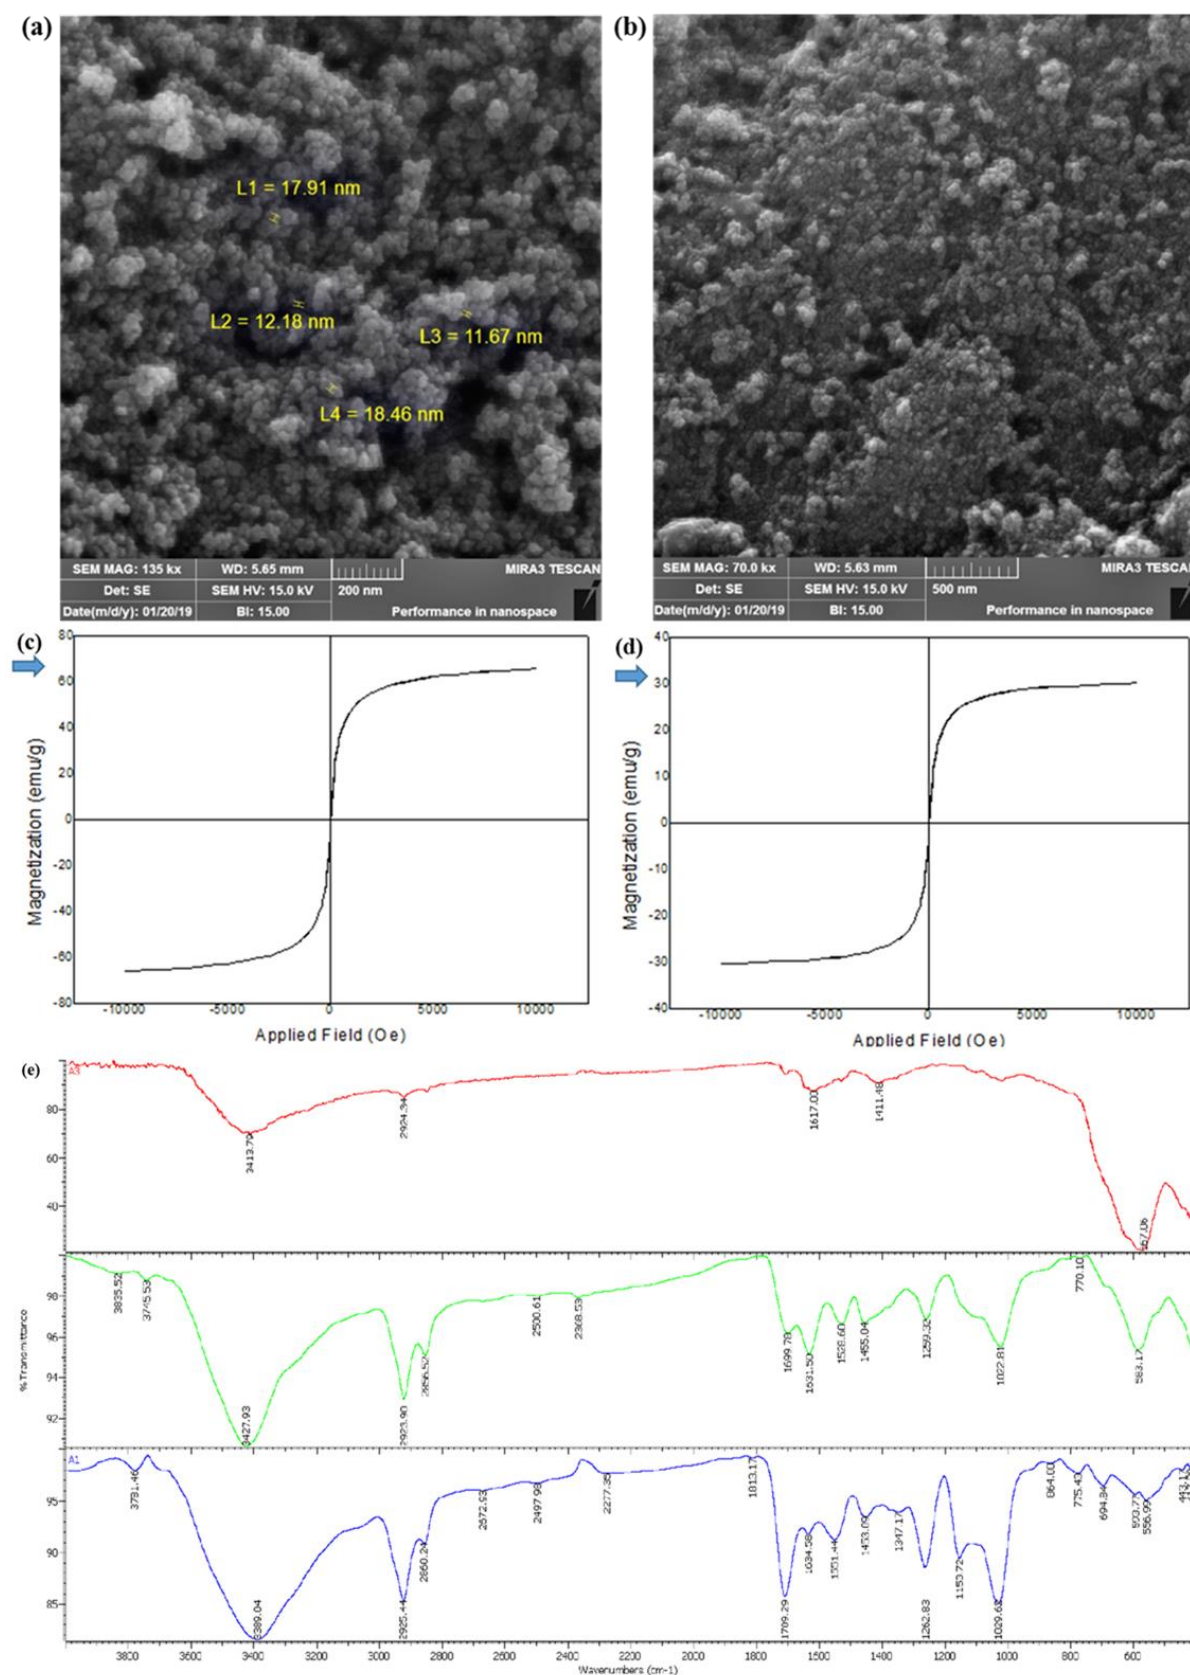 (a)
L1 = 17.91 nm
L2 = 12.18 nm
L3 = 11.67 nm
L4 = 18.46 nm
SEM MAG: 135 kx WD: 5.65 mm MIRA3 TESCAN
Det: SE SEM HV: 15.0 kV 200 nm
Date(m/d/y): 01/20/19 BI: 15.00 Performance in nanospace
(b)
SEM MAG: 70.0 kx WD: 5.63 mm MIRA3 TESCAN
Det: SE SEM HV: 15.0 kV 500 nm
Date(m/d/y): 01/20/19 BI: 15.00 Performance in nanospace
(c)
80
60
40
20
0
-20
-40
-60
-80
Magnetization (emu/g)
-10000 -5000 0 5000 10000
Applied Field (Oe)
(d)
40
30
20
10
0
-10
-20
-30
-40
Magnetization (emu/g)
-10000 -5000 0 5000 10000
Applied Field (Oe)
(e)
A3
80
60
40
3413.79
2924.34
1617.00
1411.48
% Transmittance
96
94
92
3835.52
3745.53
3427.93
2923.90
2856.52
1699.78
1631.50
1528.60
1455.04
1259.32
1022.81
770.10
583.17
A1
95
90
85
3781.46
3389.04
2925.44
2860.24
2672.93
2497.98
2277.35
1813.17
1709.29
1634.58
1551.44
1453.09
1347.17
1262.83
1153.72
1029.63
864.00
775.43
694.84
556.99
3800 3600 3400 3200 3000 2800 2600 2400 2200 2000 1800 1600 1400 1200 1000 800 600
Wavenumbers (cm-1)